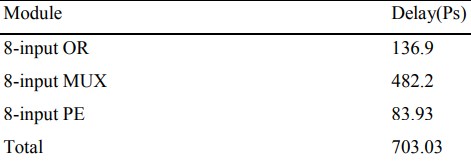 Module Delay(Ps)
8-input OR 136.9
8-input MUX 482.2
8-input PE 83.93
Total 703.03